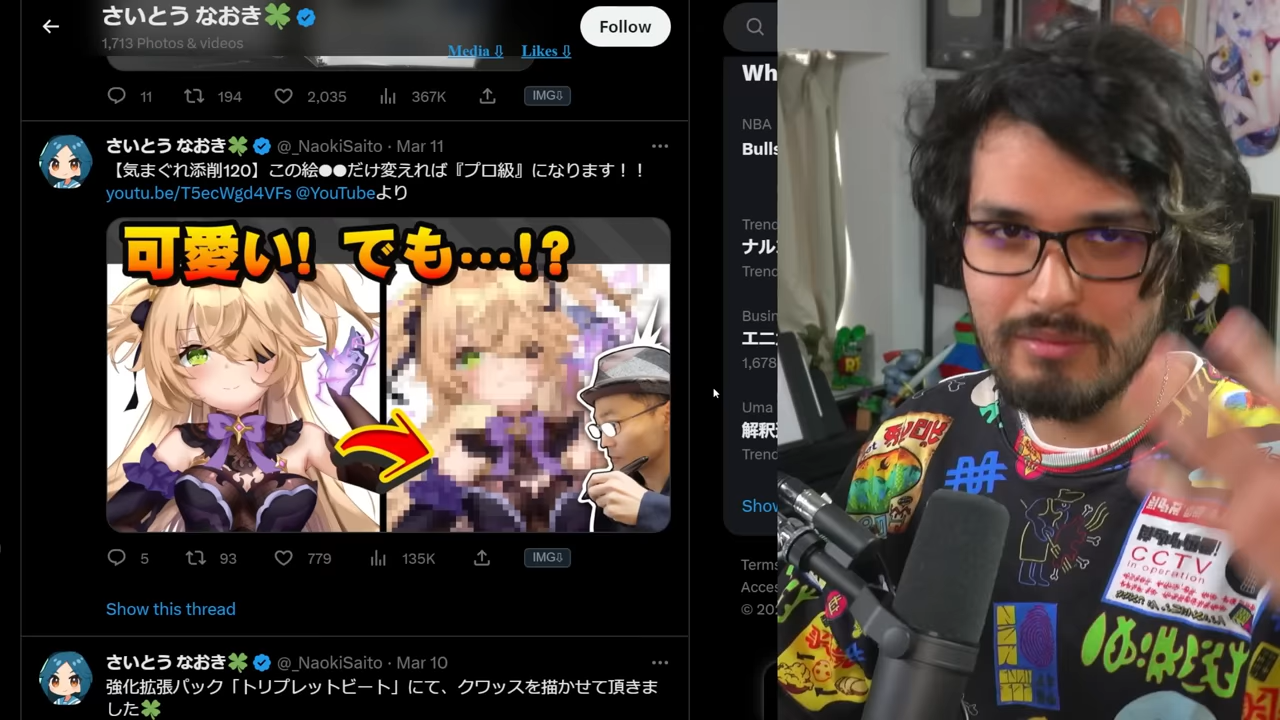 さいとう なおき🍀
1,713 Photos & videos
Follow
Media ⇩ Likes ⇩
11 194 2,035 367K IMG⇩
さいとう なおき🍀 @_NaokiSaito · Mar 11
【気まぐれ添削120】この絵●●だけ変えれば『プロ級』になります！！
youtu.be/T5ecWgd4VFs @YouTubeより
可愛い! でも…!?
5 93 779 135K IMG⇩
Show this thread
さいとう なおき🍀 @_NaokiSaito · Mar 10
強化拡張パック「トリプレットビート」にて、クワッスを描かせて頂きま
した🍀
Wh
NBA
Bulls
Trend
ナル
Trend
Busin
エニ
1,678
Uma
解釈
Trend
Show
Terms
Acces
© 202
CCTV
in operation